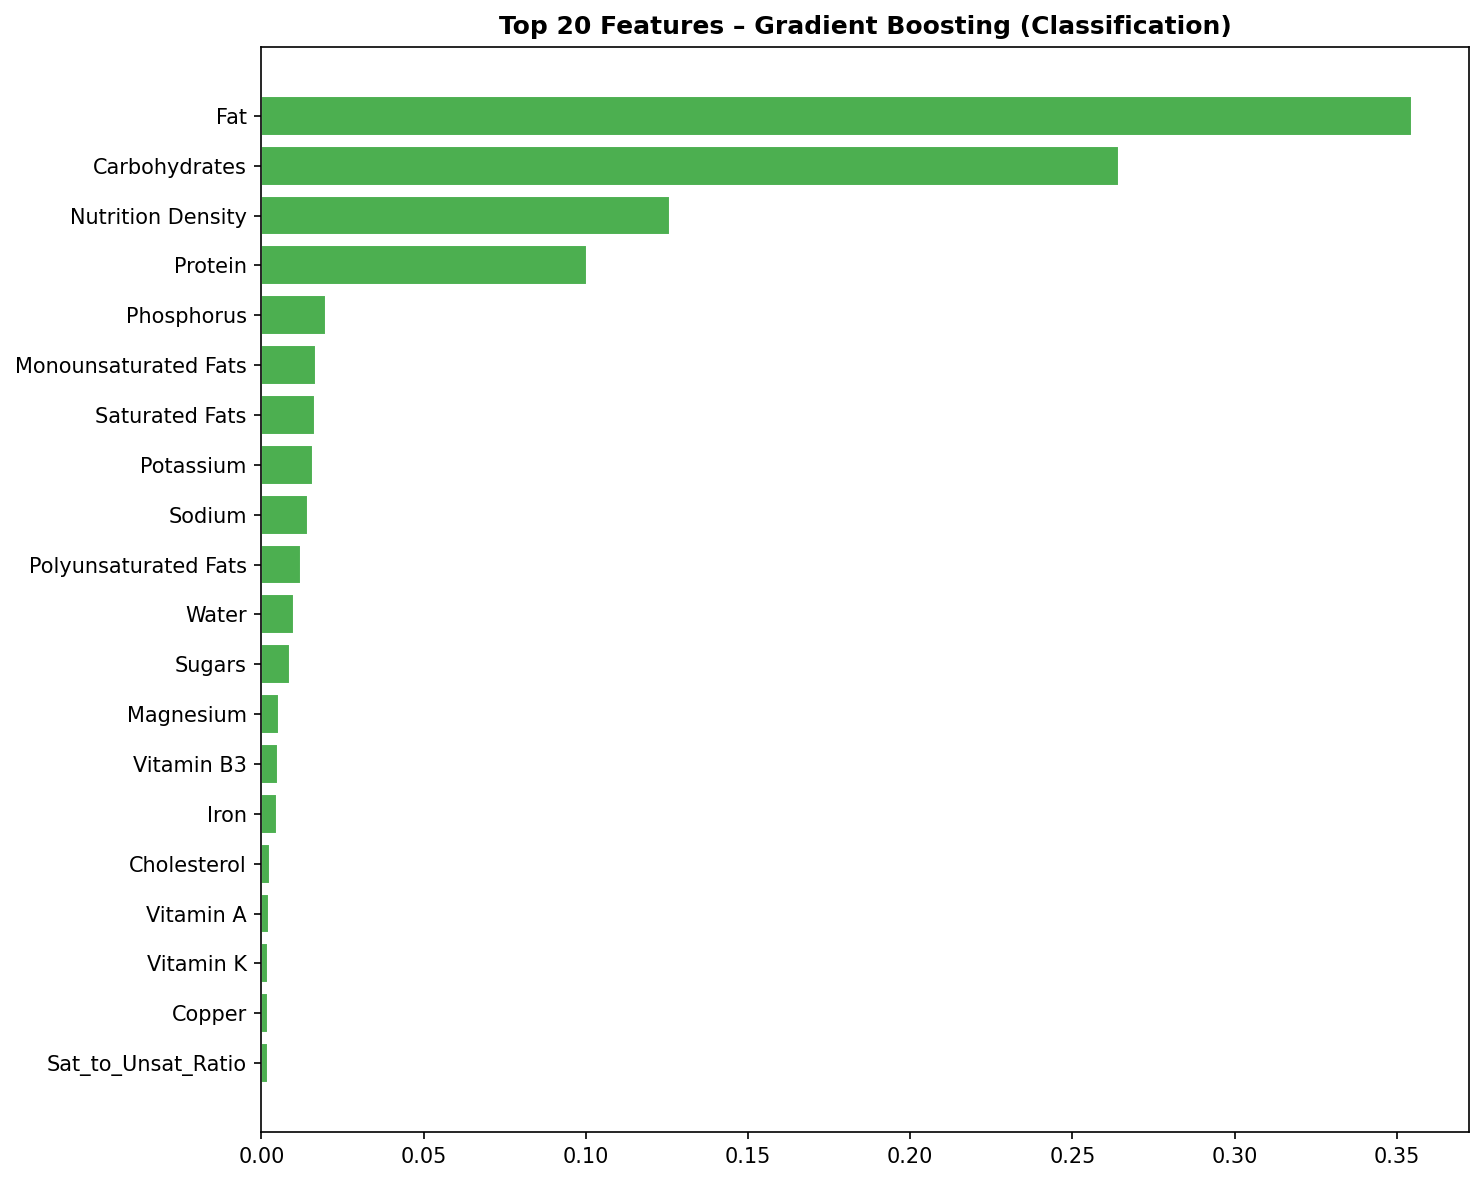 Top 20 Features – Gradient Boosting (Classification)
Fat
Carbohydrates
Nutrition Density
Protein
Phosphorus
Monounsaturated Fats
Saturated Fats
Potassium
Sodium
Polyunsaturated Fats
Water
Sugars
Magnesium
Vitamin B3
Iron
Cholesterol
Vitamin A
Vitamin K
Copper
Sat_to_Unsat_Ratio
0.00 0.05 0.10 0.15 0.20 0.25 0.30 0.35